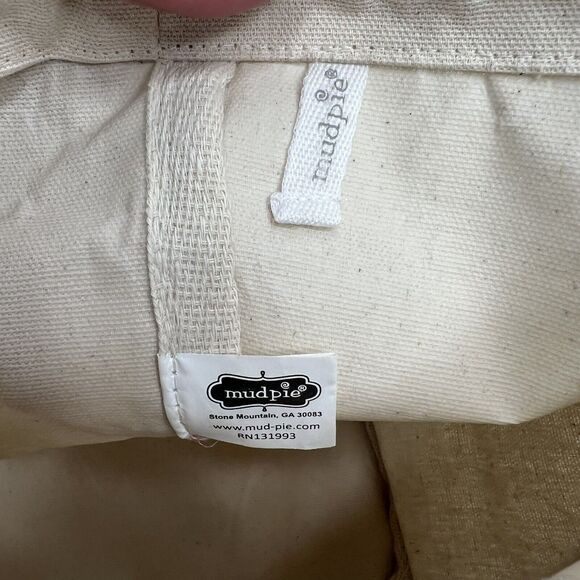 mudpie®
mudpie®
Stone Mountain, GA 30083
www.mud-pie.com
RN131993